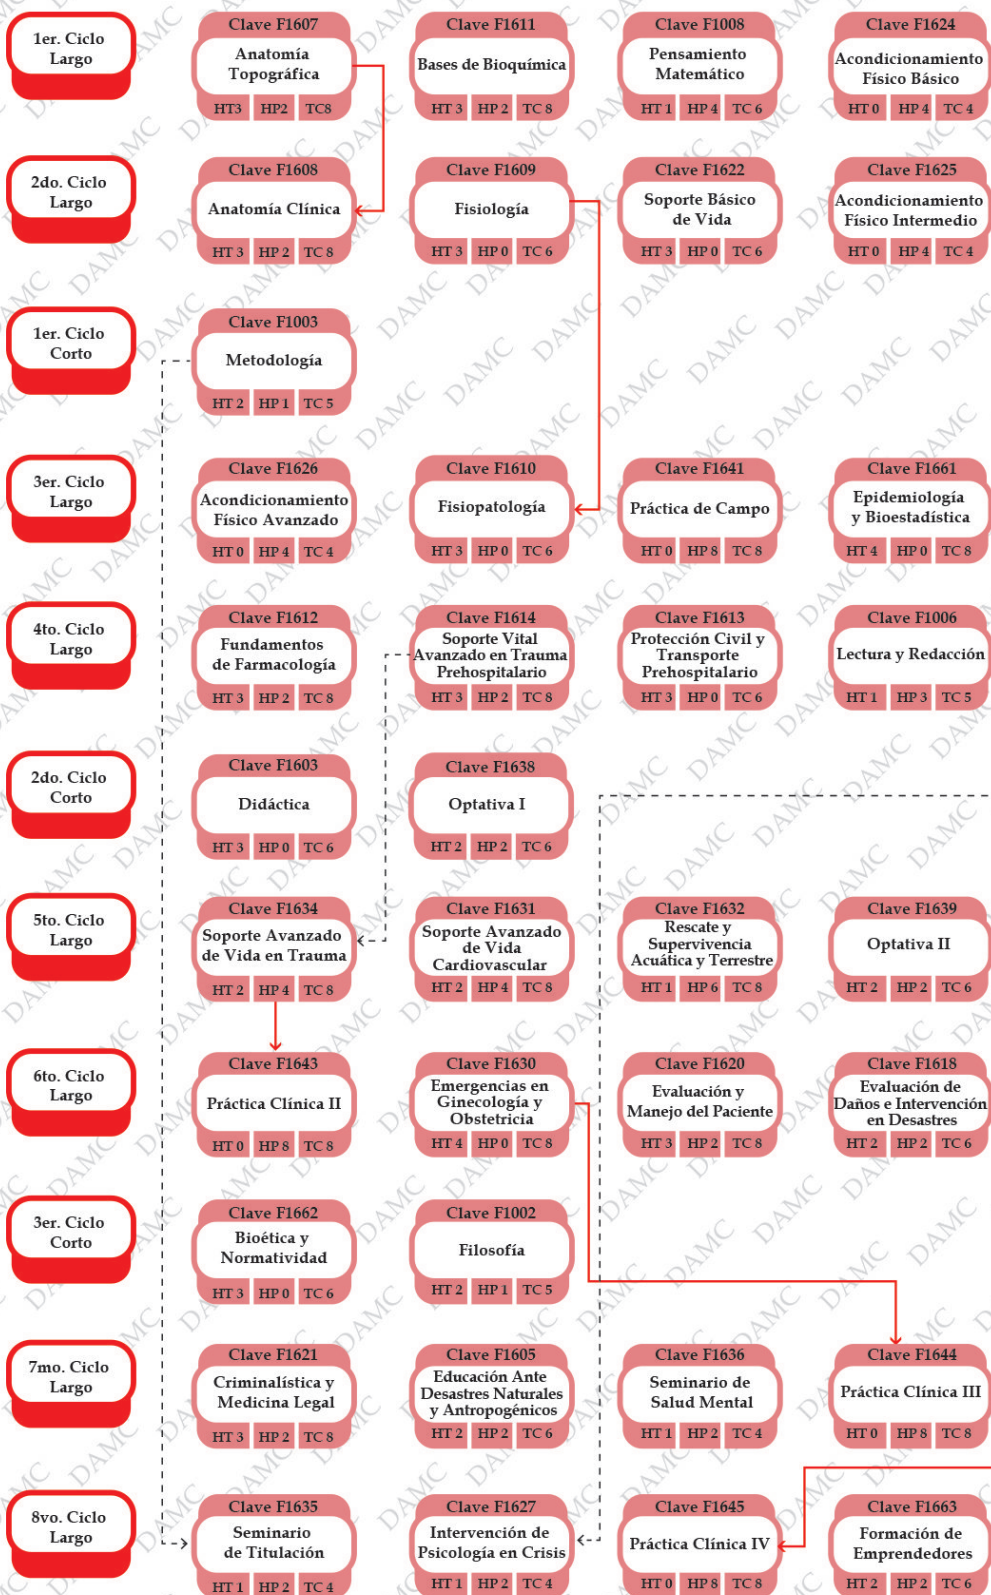 1er. Ciclo
Largo
Clave F1607
Anatomía
Topográfica
HT3 HP2 TC8
Clave F1611
Bases de Bioquímica
HT 3 HP 2 TC 8
Clave F1008
Pensamiento
Matemático
HT 1 HP 4 TC 6
Clave F1624
Acondicionamiento
Físico Básico
HT 0 HP 4 TC 4
2do. Ciclo
Largo
Clave F1608
Anatomía Clínica
HT 3 HP 2 TC 8
Clave F1609
Fisiología
HT 3 HP 0 TC 6
Clave F1622
Soporte Básico
de Vida
HT 3 HP 0 TC 6
Clave F1625
Acondicionamiento
Físico Intermedio
HT 0 HP 4 TC 4
1er. Ciclo
Corto
Clave F1003
Metodología
HT 2 HP 1 TC 5
3er. Ciclo
Largo
Clave F1626
Acondicionamiento
Físico Avanzado
HT 0 HP 4 TC 4
Clave F1610
Fisiopatología
HT 3 HP 0 TC 6
Clave F1641
Práctica de Campo
HT 0 HP 8 TC 8
Clave F1661
Epidemiología
y Bioestadística
HT 4 HP 0 TC 8
4to. Ciclo
Largo
Clave F1612
Fundamentos
de Farmacología
HT 3 HP 2 TC 8
Clave F1614
Soporte Vital
Avanzado en Trauma
Prehospitalario
HT 3 HP 2 TC 8
Clave F1613
Protección Civil y
Transporte
Prehospitalario
HT 3 HP 0 TC 6
Clave F1006
Lectura y Redacción
HT 1 HP 3 TC 5
2do. Ciclo
Corto
Clave F1603
Didáctica
HT 3 HP 0 TC 6
Clave F1638
Optativa I
HT 2 HP 2 TC 6
5to. Ciclo
Largo
Clave F1634
Soporte Avanzado
de Vida en Trauma
HT 2 HP 4 TC 8
Clave F1631
Soporte Avanzado
de Vida
Cardiovascular
HT 2 HP 4 TC 8
Clave F1632
Rescate y
Supervivencia
Acuática y Terrestre
HT 1 HP 6 TC 8
Clave F1639
Optativa II
HT 2 HP 2 TC 6
6to. Ciclo
Largo
Clave F1643
Práctica Clínica II
HT 0 HP 8 TC 8
Clave F1630
Emergencias en
Ginecología y
Obstetricia
HT 4 HP 0 TC 8
Clave F1620
Evaluación y
Manejo del Paciente
HT 3 HP 2 TC 8
Clave F1618
Evaluación de
Daños e Intervención
en Desastres
HT 2 HP 2 TC 6
3er. Ciclo
Corto
Clave F1662
Bioética y
Normatividad
HT 3 HP 0 TC 6
Clave F1002
Filosofía
HT 2 HP 1 TC 5
7mo. Ciclo
Largo
Clave F1621
Criminalística y
Medicina Legal
HT 3 HP 2 TC 8
Clave F1605
Educación Ante
Desastres Naturales
y Antropogénicos
HT 2 HP 2 TC 6
Clave F1636
Seminario de
Salud Mental
HT 1 HP 2 TC 4
Clave F1644
Práctica Clínica III
HT 0 HP 8 TC 8
8vo. Ciclo
Largo
Clave F1635
Seminario
de Titulación
HT 1 HP 2 TC 4
Clave F1627
Intervención de
Psicología en Crisis
HT 1 HP 2 TC 4
Clave F1645
Práctica Clínica IV
HT 0 HP 8 TC 8
Clave F1663
Formación de
Emprendedores
HT 2 HP 2 TC 6